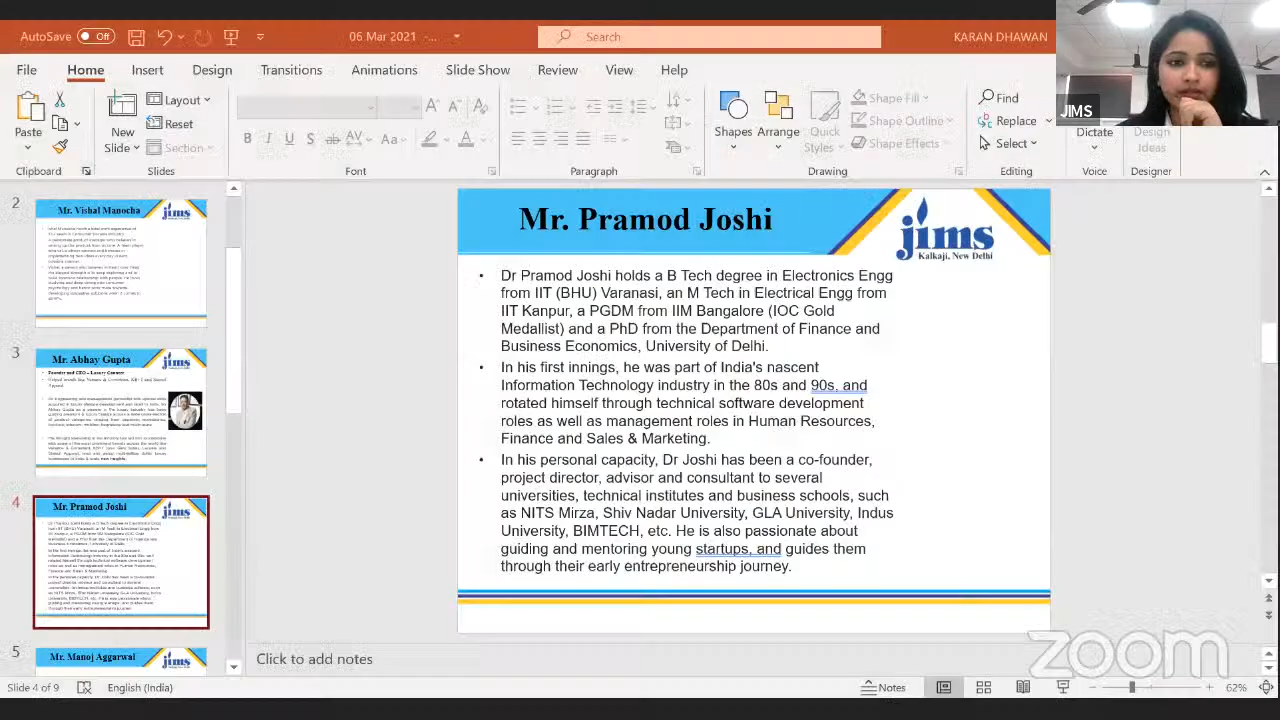 AutoSave Off
06 Mar 2021 -...
Search
KARAN DHAWAN
JIMS
File Home Insert Design Transitions Animations Slide Show Review View Help
Paste
Clipboard
New
Slide
Layout
Reset
Section
Slides
Font
Paragraph
Shapes
Arrange
Quick
Styles
Shape Fill
Shape Outline
Shape Effects
Drawing
Find
Replace
Select
Editing
Dictate
Voice
Design
Ideas
Designer
2
Mr. Vishal Manocha
jims
3
Mr. Abhay Gupta
jims
Founder and CEO – Luxury Connect
4
Mr. Pramod Joshi
jims
5
Mr. Manoj Aggarwal
jims
Mr. Pramod Joshi
jims
Kalkaji, New Delhi
Dr Pramod Joshi holds a B Tech degree in Electronics Engg
from IIT (BHU) Varanasi, an M Tech in Electrical Engg from
IIT Kanpur, a PGDM from IIM Bangalore (IOC Gold
Medallist) and a PhD from the Department of Finance and
Business Economics, University of Delhi.
• In his first innings, he was part of India's nascent
Information Technology industry in the 80s and 90s, and
rotated himself through technical software development
roles as well as management roles in Human Resources,
Finance and Sales & Marketing.
• In his personal capacity, Dr Joshi has been a co-founder,
project director, advisor and consultant to several
universities, technical institutes and business schools, such
as NITS Mirza, Shiv Nadar University, GLA University, Indus
University, BIMTECH, etc. He is also passionate about
guiding and mentoring young startups, and guides them
through their early entrepreneurship journey.
Click to add notes
zoom
Slide 4 of 9
English (India)
Notes
62%